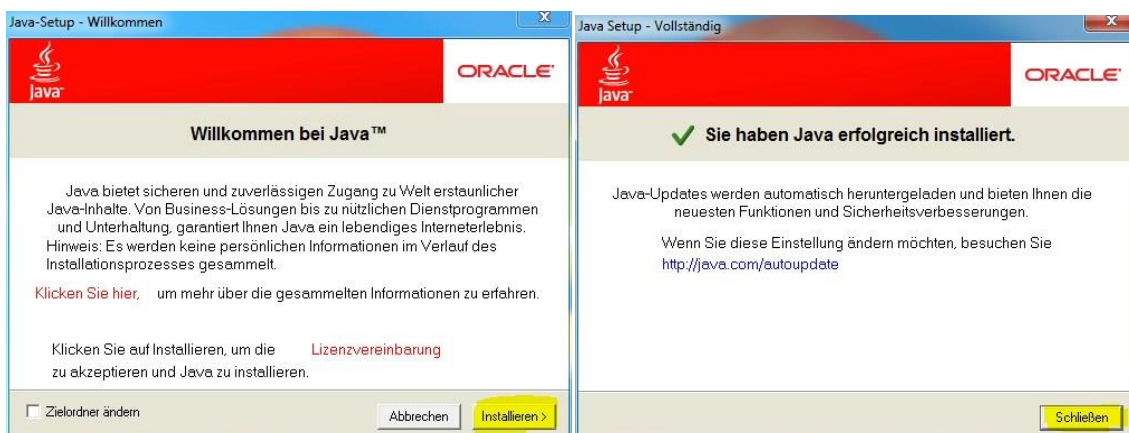 Java-Setup - Willkommen
X
Java
ORACLE
Willkommen bei Java™
Java bietet sicheren und zuverlässigen Zugang zu Welt erstaunlicher
Java-Inhalte. Von Business-Lösungen bis zu nützlichen Dienstprogrammen
und Unterhaltung, garantiert Ihnen Java ein lebendiges Interneterlebnis.
Hinweis: Es werden keine persönlichen Informationen im Verlauf des
Installationsprozesses gesammelt.
Klicken Sie hier, um mehr über die gesammelten Informationen zu erfahren.
Klicken Sie auf Installieren, um die Lizenzvereinbarung
zu akzeptieren und Java zu installieren.
Zielordner ändern
Abbrechen
Installieren >
Java Setup - Vollständig
X
Java
ORACLE
Sie haben Java erfolgreich installiert.
Java-Updates werden automatisch heruntergeladen und bieten Ihnen die
neuesten Funktionen und Sicherheitsverbesserungen.
Wenn Sie diese Einstellung ändern möchten, besuchen Sie
http://java.com/autoupdate
Schließen